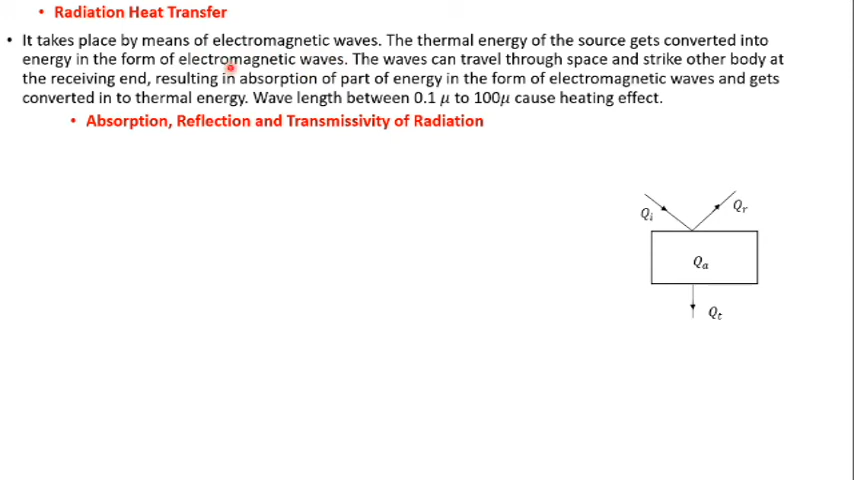 • Radiation Heat Transfer
• It takes place by means of electromagnetic waves. The thermal energy of the source gets converted into
energy in the form of electromagnetic waves. The waves can travel through space and strike other body at
the receiving end, resulting in absorption of part of energy in the form of electromagnetic waves and gets
converted in to thermal energy. Wave length between 0.1 μ to 100μ cause heating effect.
• Absorption, Reflection and Transmissivity of Radiation
Qᵢ
Qᵣ
Qₐ
Qₜ